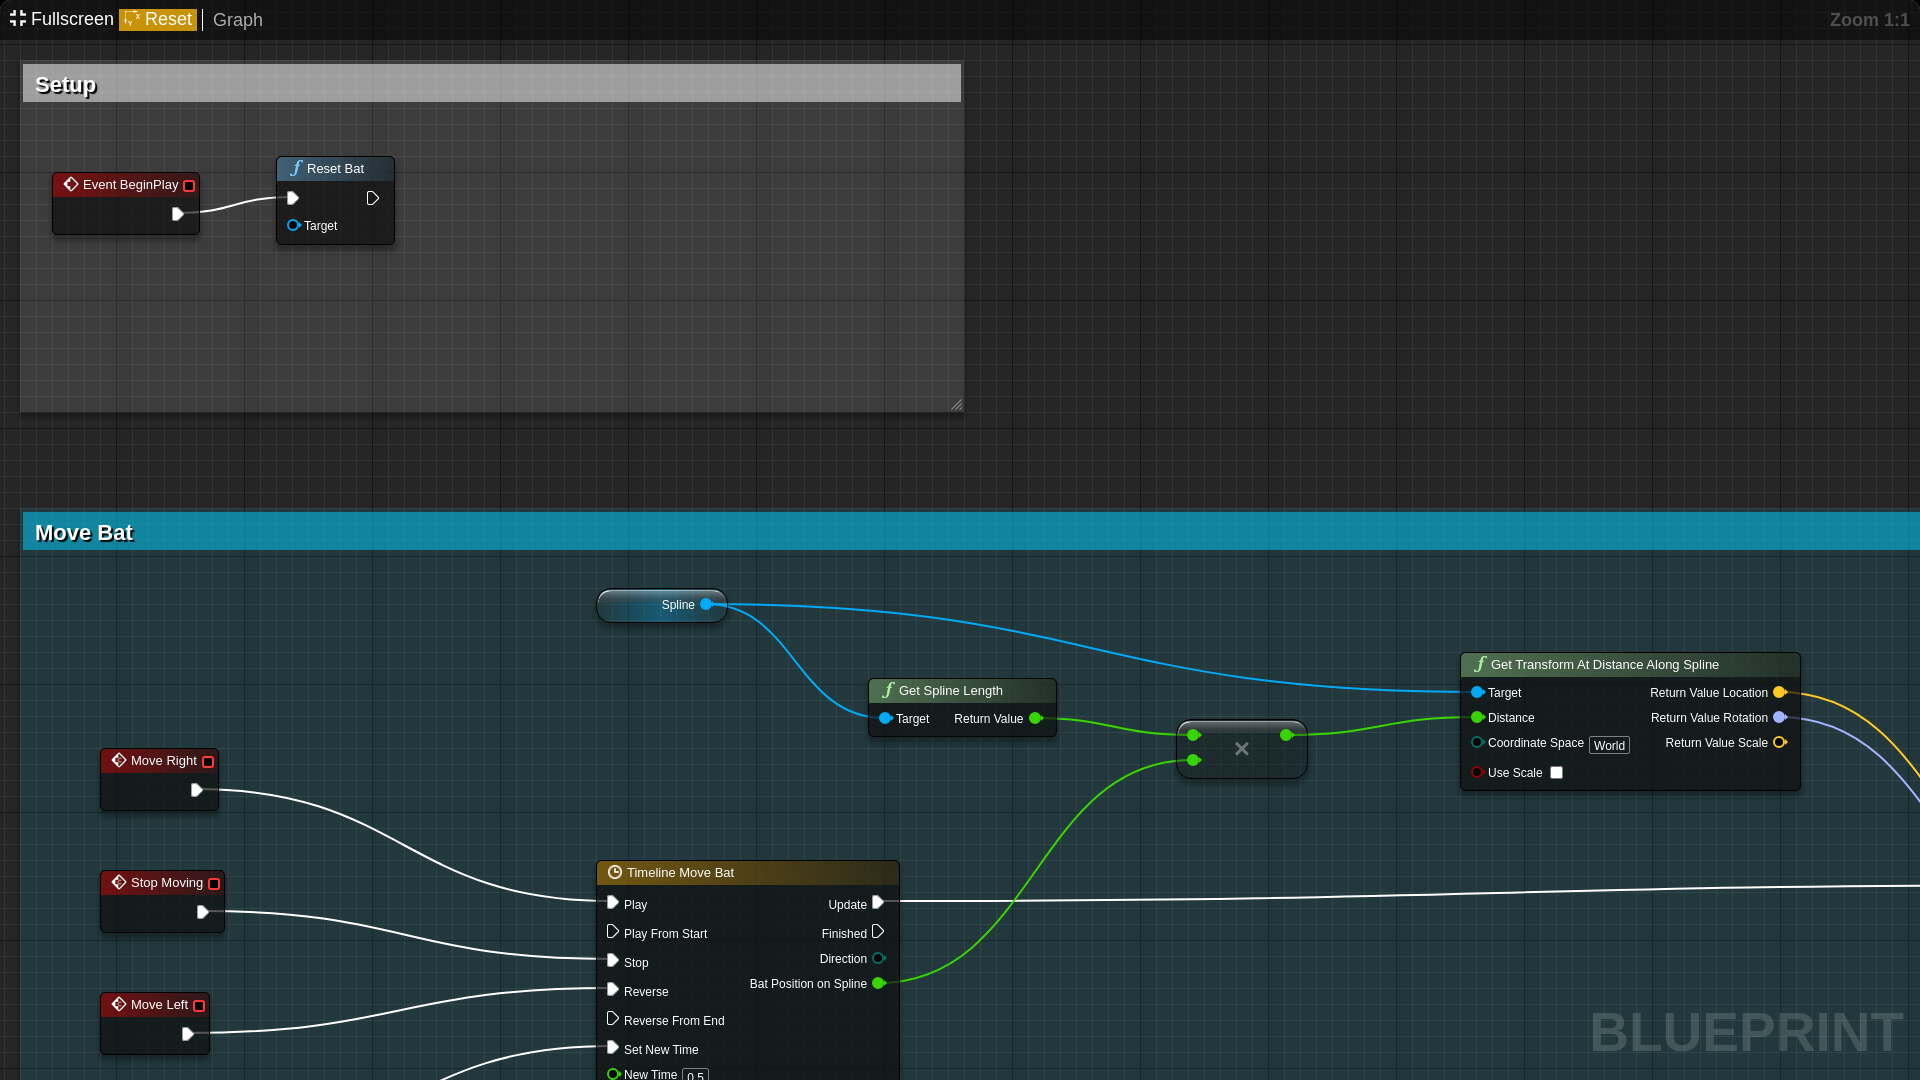 Fullscreen Reset Graph Zoom 1:1
Setup
Event BeginPlay
Reset Bat
Target
Move Bat
Spline
Get Spline Length
Target Return Value
Get Transform At Distance Along Spline
Target Return Value Location
Distance Return Value Rotation
Coordinate Space World Return Value Scale
Use Scale
Move Right
Stop Moving
Move Left
Timeline Move Bat
Play Update
Play From Start Finished
Stop Direction
Reverse Bat Position on Spline
Reverse From End
Set New Time
New Time 0.5
BLUEPRINT